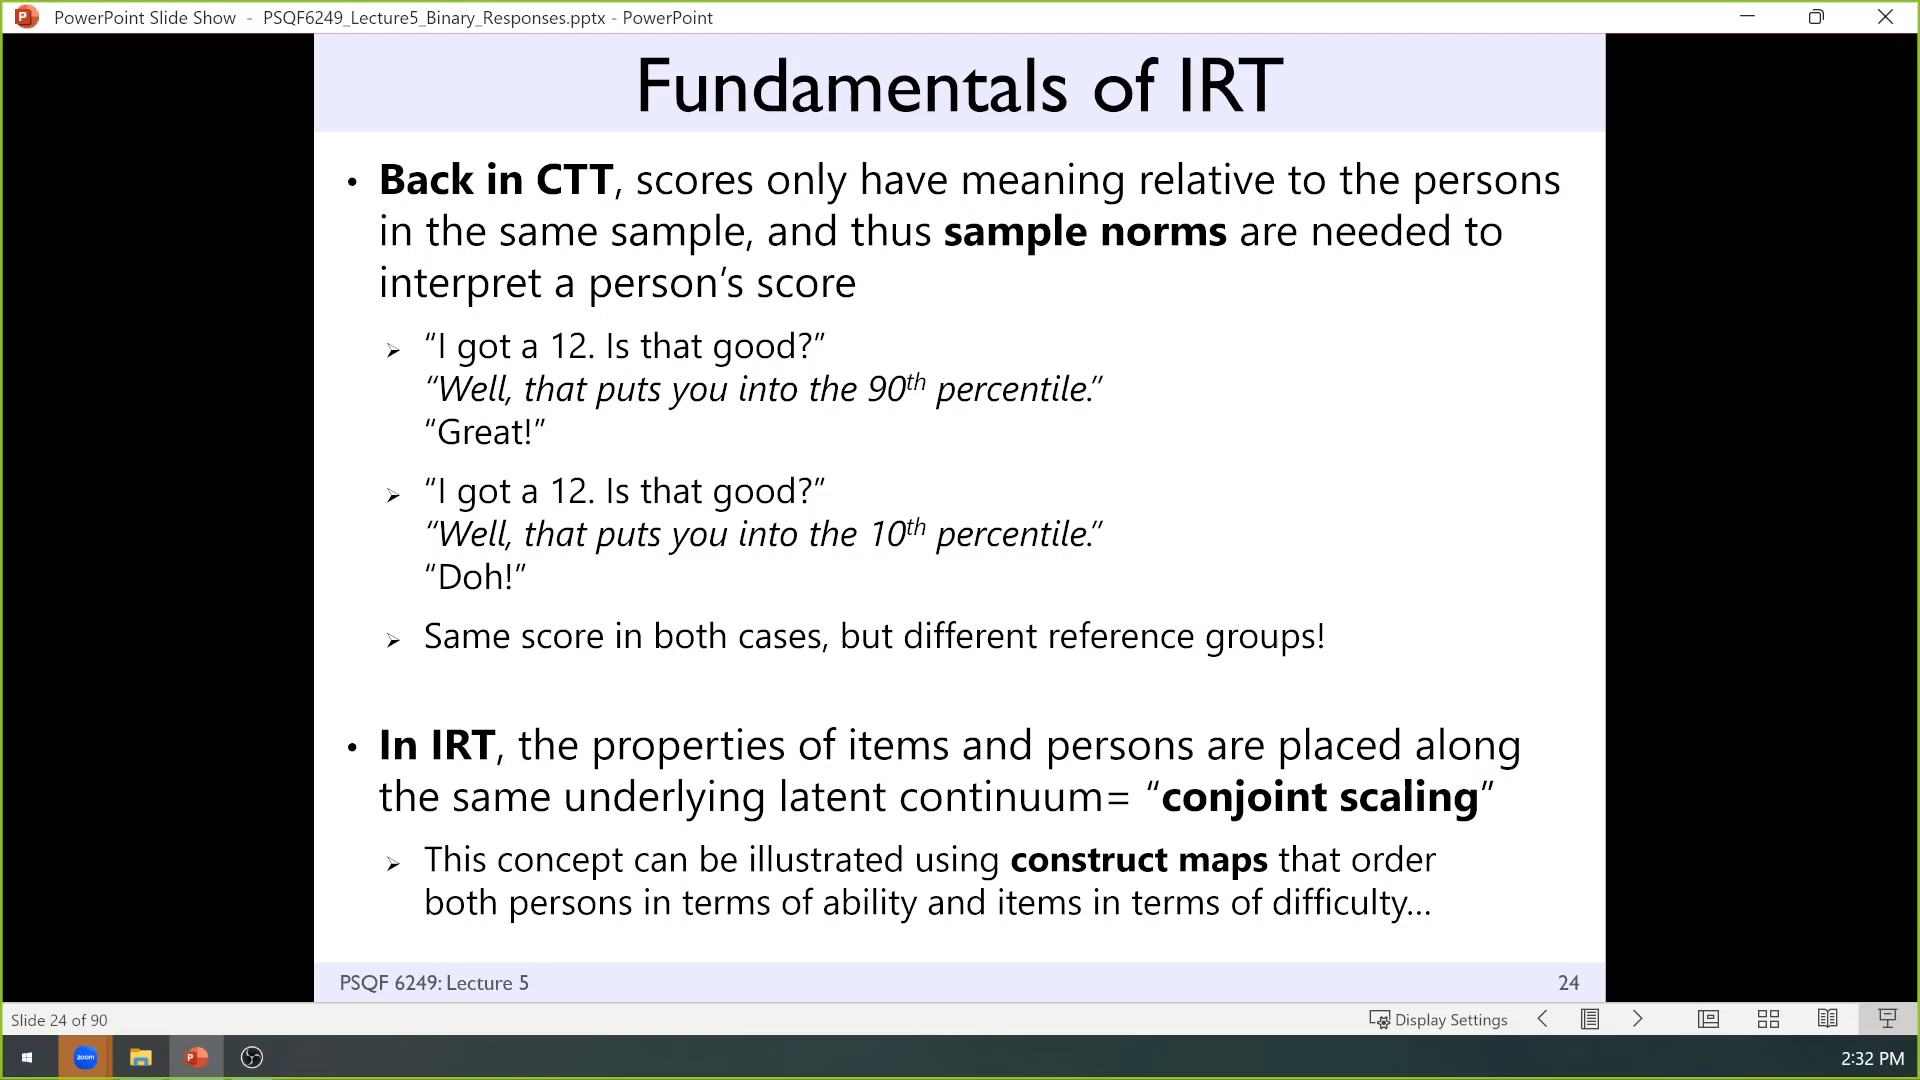 PowerPoint Slide Show - PSQF6249_Lecture5_Binary_Responses.pptx - PowerPoint
Fundamentals of IRT
• Back in CTT, scores only have meaning relative to the persons
in the same sample, and thus sample norms are needed to
interpret a person’s score
➢ “I got a 12. Is that good?”
“Well, that puts you into the 90th percentile.”
“Great!”
➢ “I got a 12. Is that good?”
“Well, that puts you into the 10th percentile.”
“Doh!”
➢ Same score in both cases, but different reference groups!
• In IRT, the properties of items and persons are placed along
the same underlying latent continuum= “conjoint scaling”
➢ This concept can be illustrated using construct maps that order
both persons in terms of ability and items in terms of difficulty…
PSQF 6249: Lecture 5 24
Slide 24 of 90 Display Settings
zoom P 2:32 PM